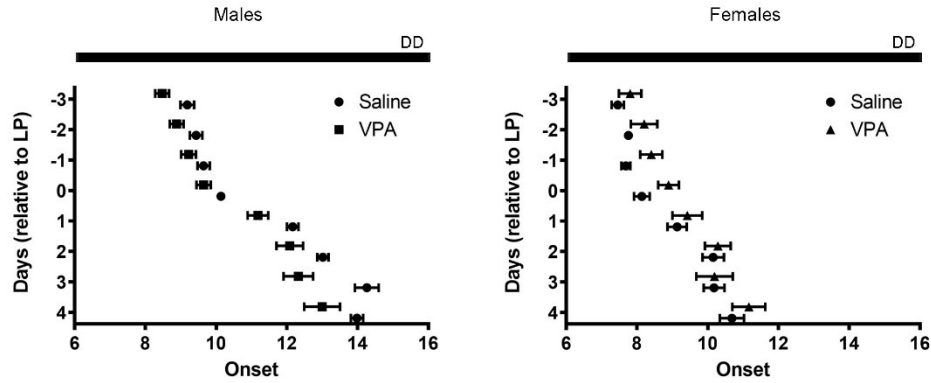 Males
DD
Days (relative to LP)
-3
-2
-1
0
1
2
3
4
Saline
VPA
6 8 10 12 14 16
Onset
Females
DD
Days (relative to LP)
-3
-2
-1
0
1
2
3
4
Saline
VPA
6 8 10 12 14 16
Onset